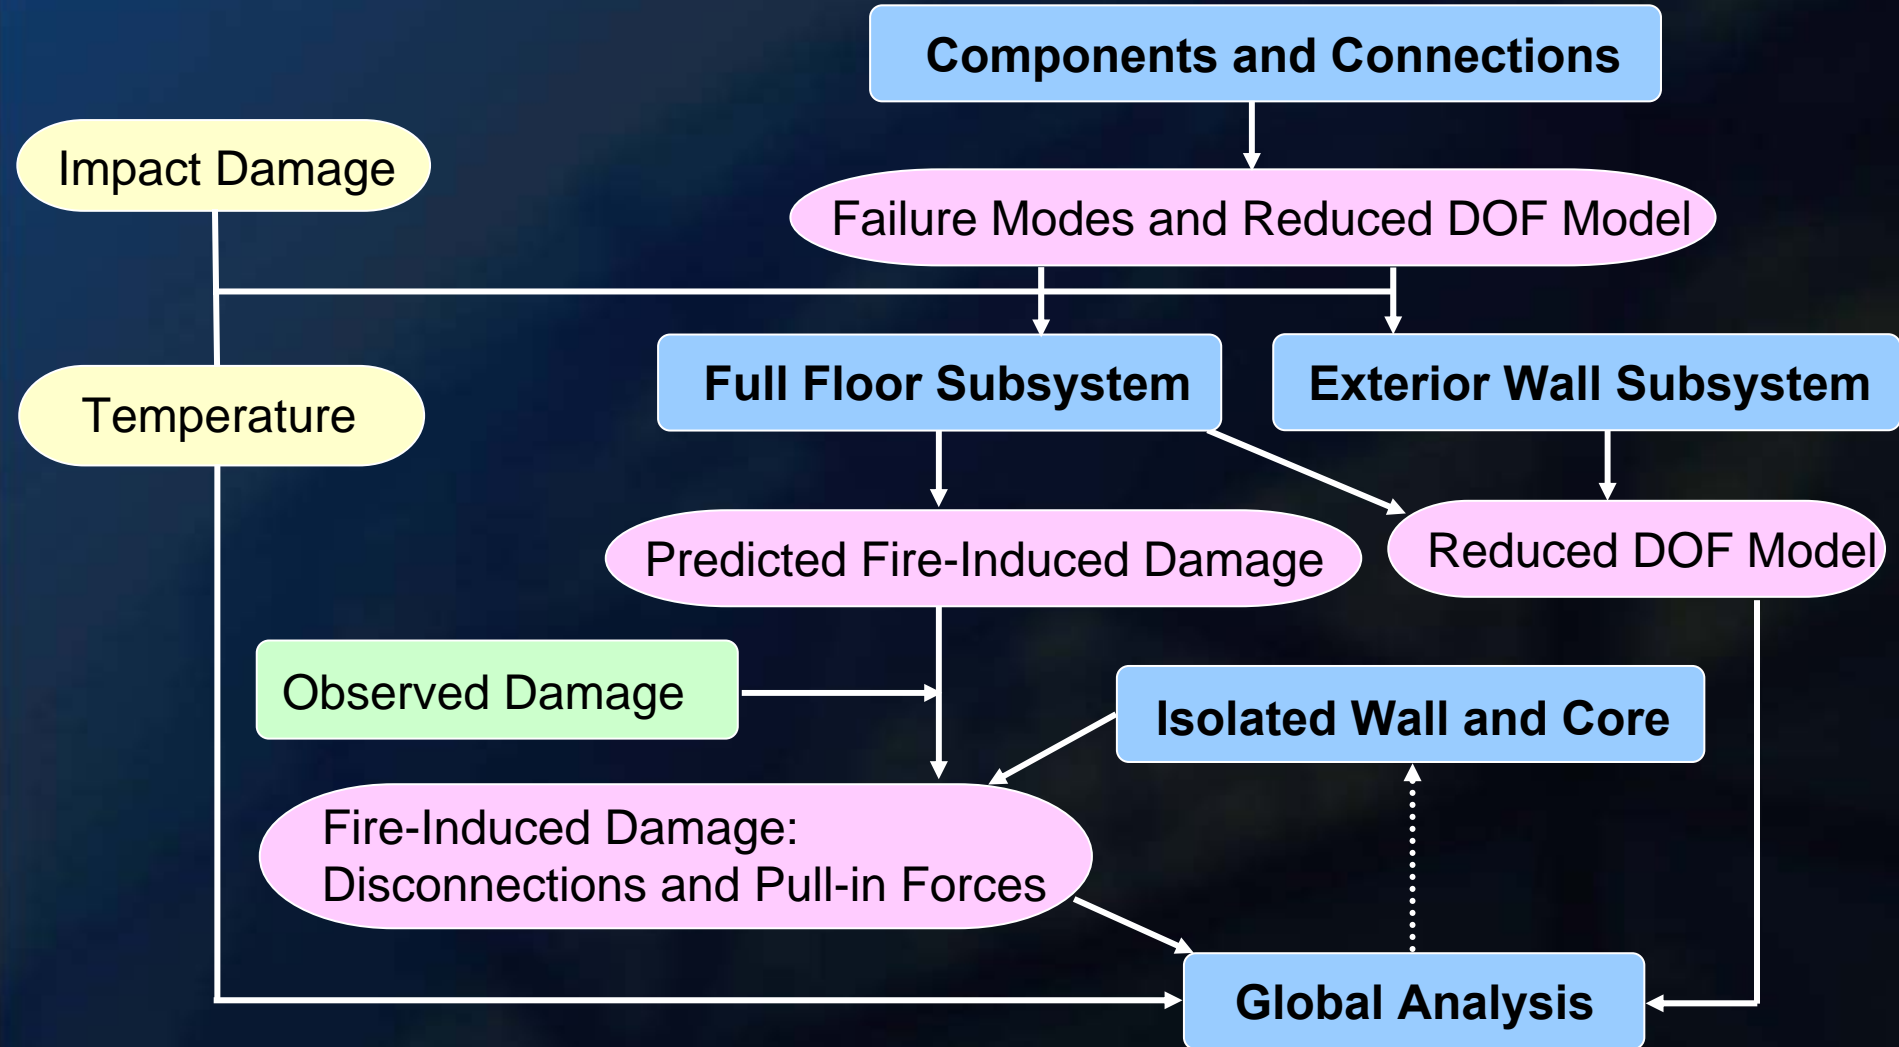 Components and Connections
Impact Damage
Failure Modes and Reduced DOF Model
Full Floor Subsystem
Exterior Wall Subsystem
Temperature
Predicted Fire-Induced Damage
Reduced DOF Model
Observed Damage
Isolated Wall and Core
Fire-Induced Damage:
Disconnections and Pull-in Forces
Global Analysis